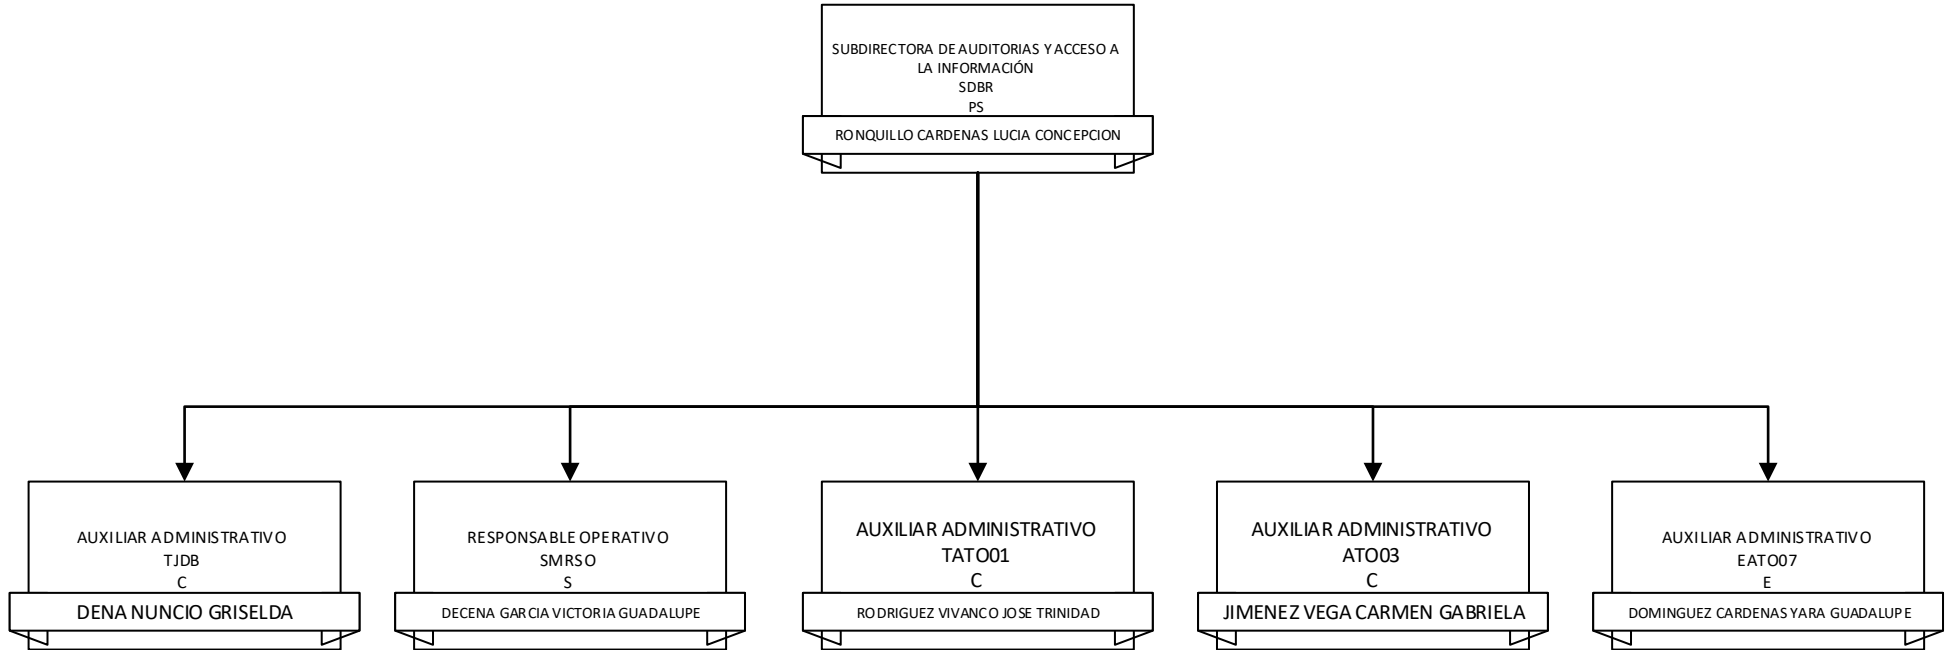 SUBDIRECTORA DE AUDITORIAS Y ACCESO A
LA INFORMACIÓN
SDBR
PS
RONQUILLO CARDENAS LUCIA CONCEPCION
AUXILIAR ADMINISTRATIVO
TJDB
C
DENA NUNCIO GRISELDA
RESPONSABLE OPERATIVO
SMRSO
S
DECENA GARCIA VICTORIA GUADALUPE
AUXILIAR ADMINISTRATIVO
TATO01
C
RODRIGUEZ VIVANCO JOSE TRINIDAD
AUXILIAR ADMINISTRATIVO
ATO03
C
JIMENEZ VEGA CARMEN GABRIELA
AUXILIAR ADMINISTRATIVO
EATO07
E
DOMINGUEZ CARDENAS YARA GUADALUPE